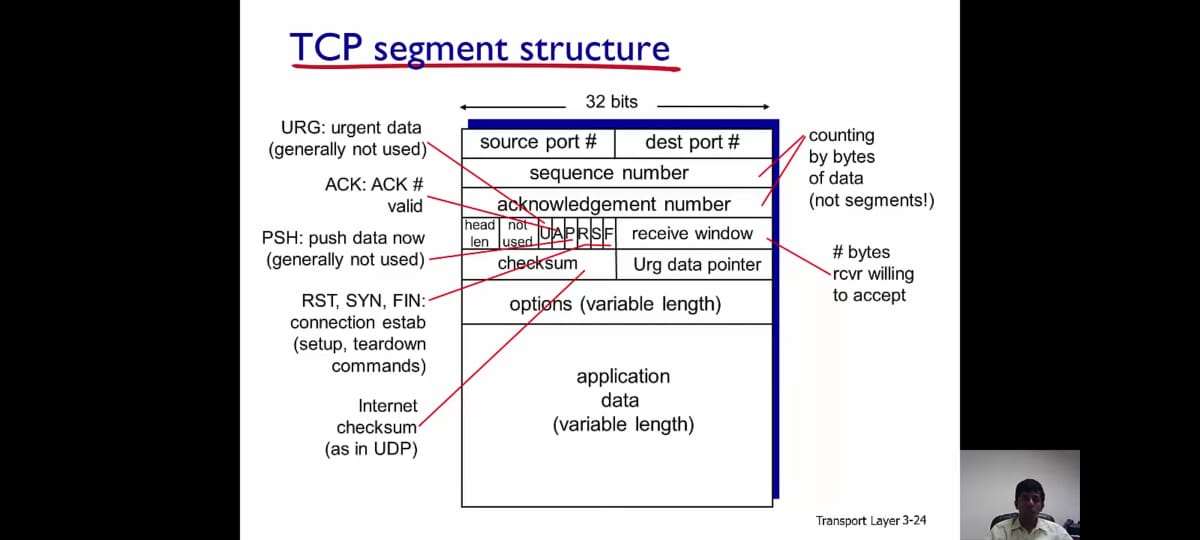 TCP segment structure
32 bits
URG: urgent data
(generally not used)
ACK: ACK #
valid
PSH: push data now
(generally not used)
RST, SYN, FIN:
connection estab
(setup, teardown
commands)
Internet
checksum
(as in UDP)
source port #
dest port #
sequence number
acknowledgement number
head
len
not
used
U A P R S F
receive window
checksum
Urg data pointer
options (variable length)
application
data
(variable length)
counting
by bytes
of data
(not segments!)
# bytes
rcvr willing
to accept
Transport Layer 3-24